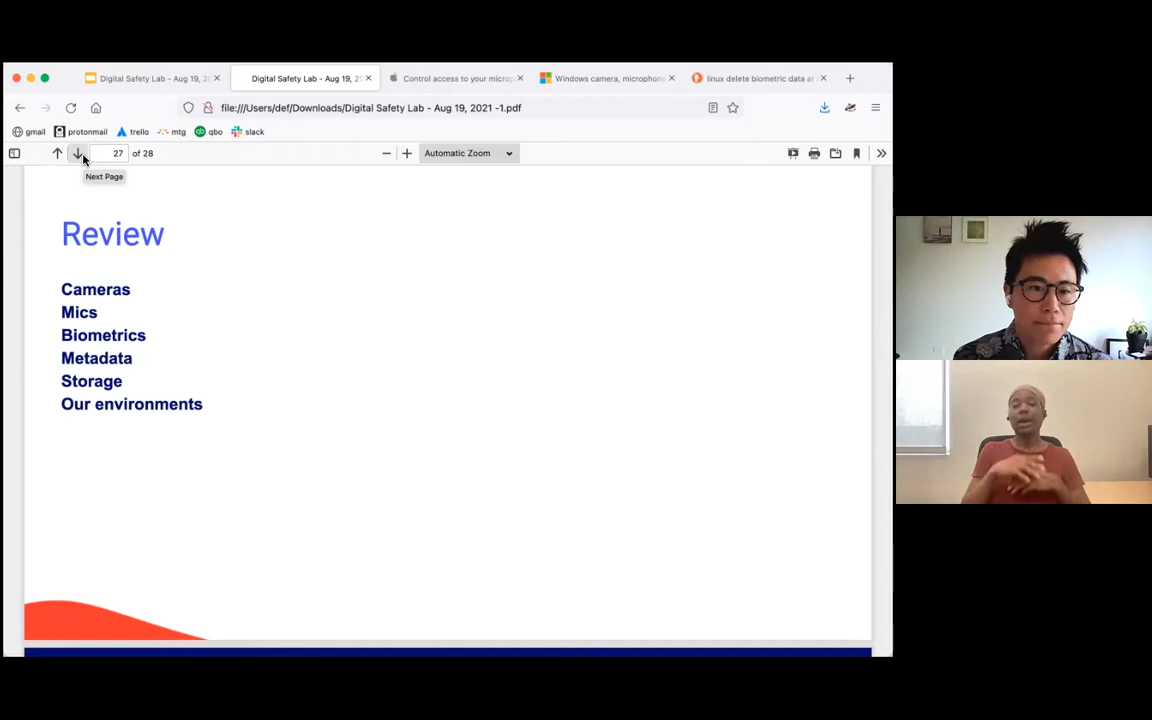 Digital Safety Lab - Aug 19, 20
Digital Safety Lab - Aug 19, 20
Control access to your microp
Windows camera, microphone
linux delete biometric data at
file:///Users/def/Downloads/Digital Safety Lab - Aug 19, 2021 -1.pdf
gmail protonmail trello mtg qbo slack
27 of 28 Automatic Zoom
Next Page
Review
Cameras
Mics
Biometrics
Metadata
Storage
Our environments